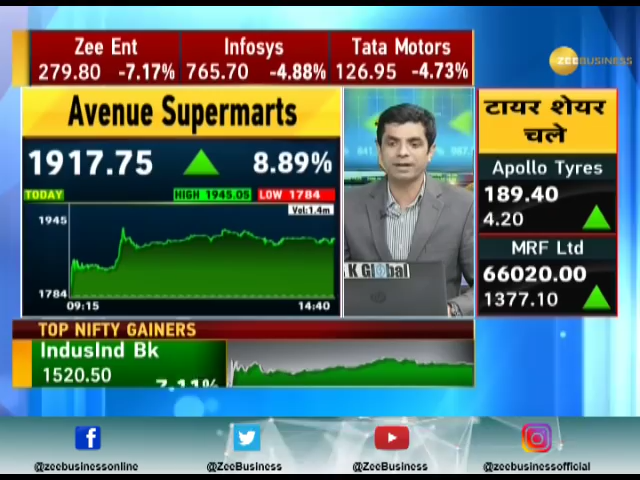 Zee Ent Infosys Tata Motors
279.80 -7.17% 765.70 -4.88% 126.95 -4.73%
ZEEBUSINESS
Avenue Supermarts
1917.75 8.89%
TODAY HIGH 1945.05 LOW 1784
Vol:1.4m
1945
1784
09:15 14:40
K Global
hp
टायर शेयर
चले
Apollo Tyres
189.40
4.20
MRF Ltd
66020.00
1377.10
TOP NIFTY GAINERS
IndusInd Bk
1520.50 7.11%
@zeebusinessonline @ZeeBusiness @ZeeBusiness @zeebusinessofficial